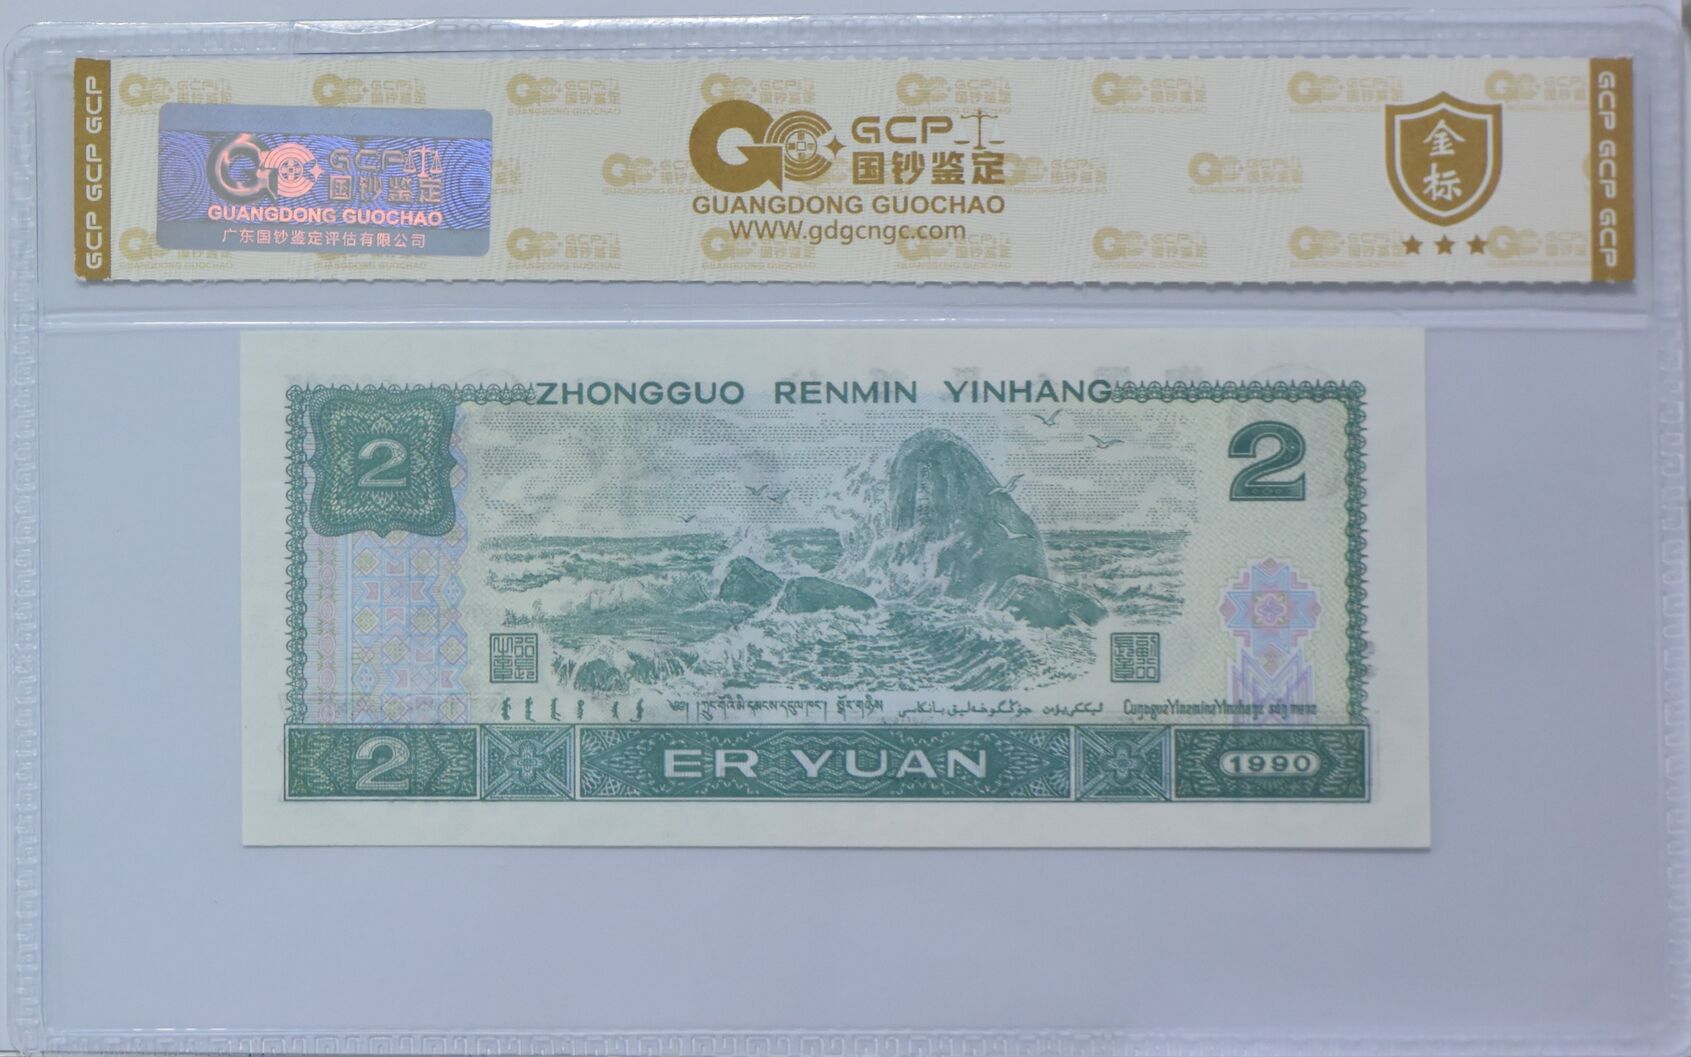 GCP GCP GCP
GCP
国钞鉴定
GUANGDONG GUOCHAO
广东国钞鉴定评估有限公司
GCP
国钞鉴定
GUANGDONG GUOCHAO
WWW.gdgcngc.com
金标
GCP GCP GCP
ZHONGGUO RENMIN YINHANG
2
2
2
ER YUAN
1990